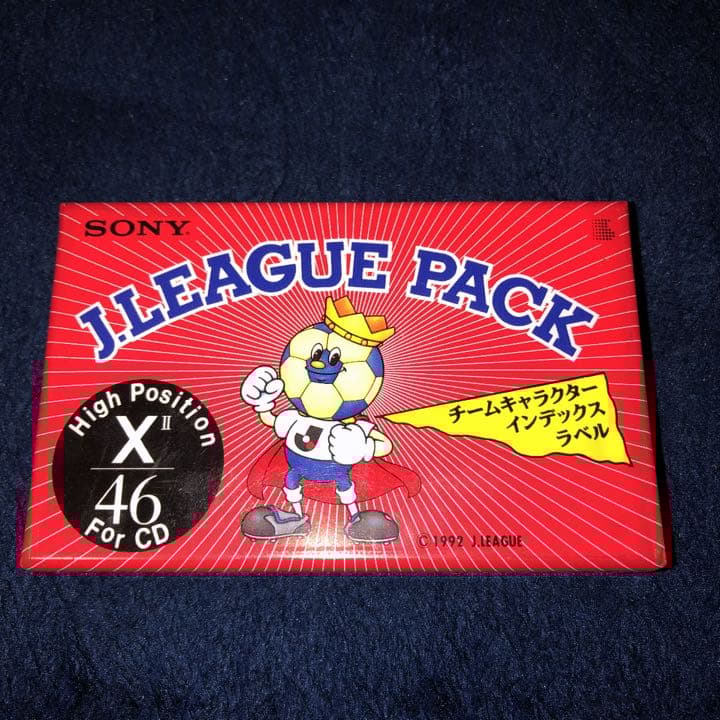 SONY
J.LEAGUE PACK
High Position
X II
46
For CD
チームキャラクター
インデックス
ラベル
J
© 1992 J.LEAGUE